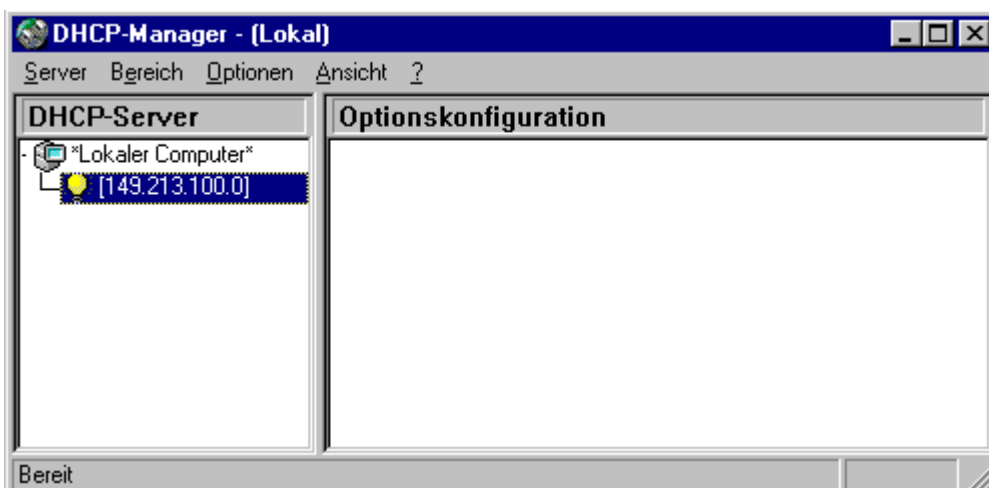 DHCP-Manager - (Lokal)
Server Bereich Optionen Ansicht ?
DHCP-Server
Optionskonfiguration
*Lokaler Computer*
[149.213.100.0]
Bereit